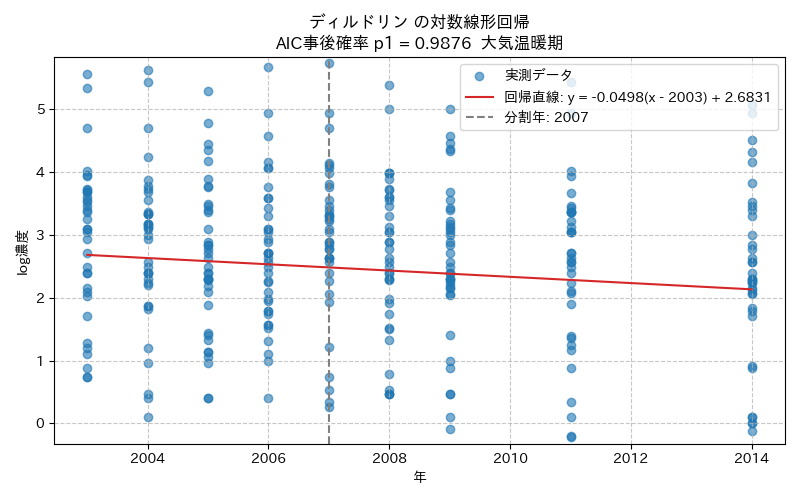 ディルドリン の対数線形回帰
AIC事後確率 p1 = 0.9876  大気温暖期
実測データ
回帰直線: y = -0.0498(x - 2003) + 2.6831
分割年: 2007
log濃度
5
4
3
2
1
0
2004
2006
2008
2010
2012
2014
年